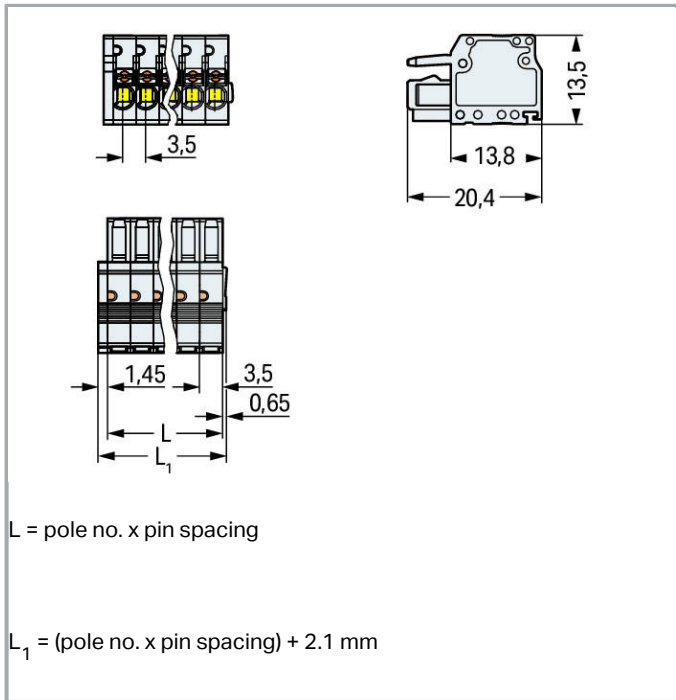 3,5
13,5
13,8
20,4
1,45
3,5
0,65
L
L₁
L = pole no. x pin spacing
L₁ = (pole no. x pin spacing) + 2.1 mm